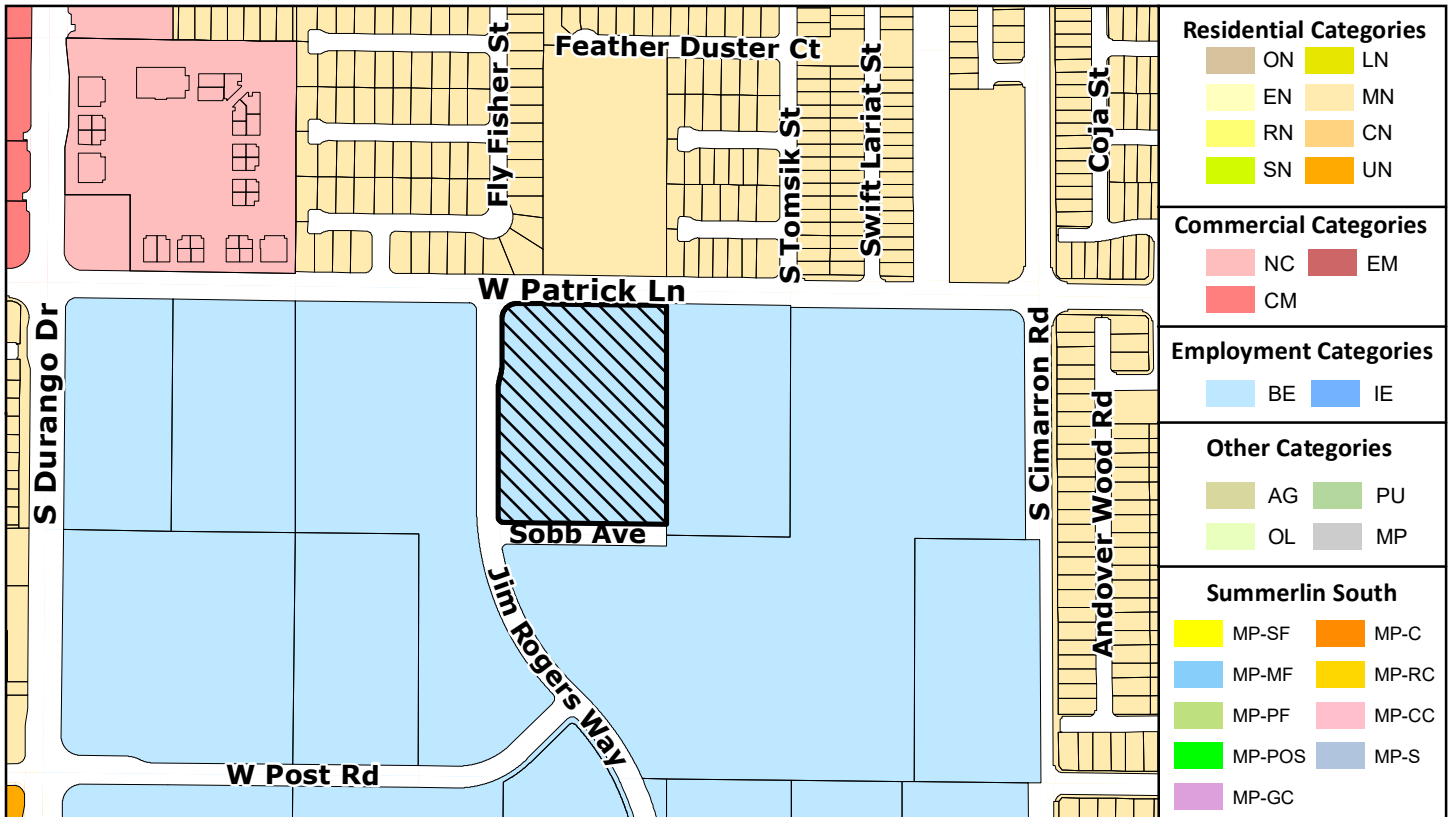 Feather Duster Ct
Fly Fisher St
S Tomsik St
Swift Lariat St
Coja St
W Patrick Ln
S Durango Dr
S Cimarron Rd
Andover Wood Rd
Sobb Ave
Jim Rogers Way
W Post Rd
Residential Categories
ON LN
EN MN
RN CN
SN UN
Commercial Categories
NC EM
CM
Employment Categories
BE IE
Other Categories
AG PU
OL MP
Summerlin South
MP-SF MP-C
MP-MF MP-RC
MP-PF MP-CC
MP-POS MP-S
MP-GC